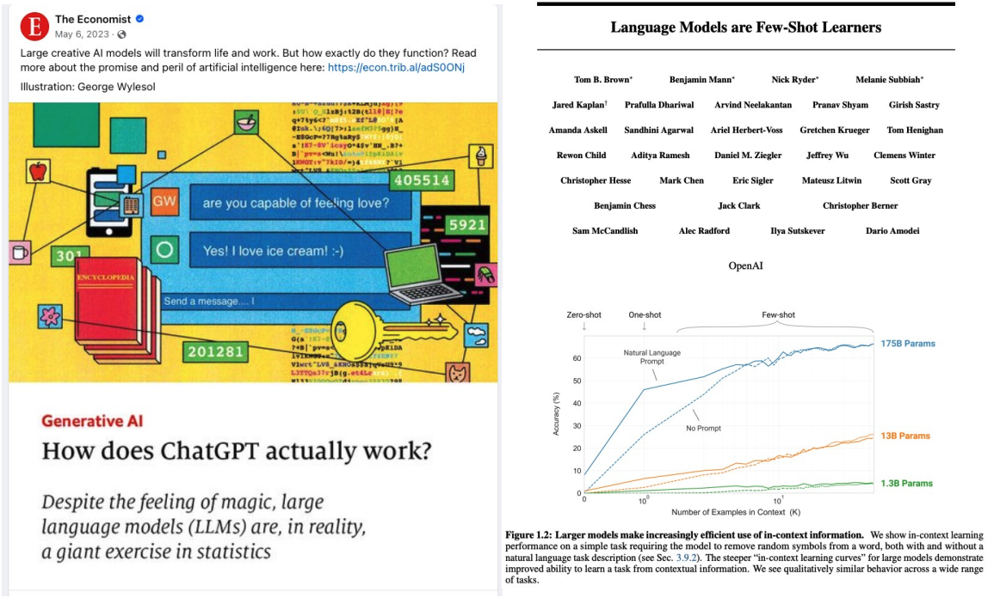 The Economist
May 6, 2023 ·
Large creative AI models will transform life and work. But how exactly do they function? Read
more about the promise and peril of artificial intelligence here: https://econ.trib.al/adS0ONj
Illustration: George Wylesol
405514
GW
are you capable of feeling love?
5921
Yes! I love ice cream! :-)
301
ENCYCLOPEDIA
Send a message.... I
201281
Generative AI
How does ChatGPT actually work?
Despite the feeling of magic, large
language models (LLMs) are, in reality,
a giant exercise in statistics
Language Models are Few-Shot Learners
Tom B. Brown* Benjamin Mann* Nick Ryder* Melanie Subbiah*
Jared Kaplan† Prafulla Dhariwal Arvind Neelakantan Pranav Shyam Girish Sastry
Amanda Askell Sandhini Agarwal Ariel Herbert-Voss Gretchen Krueger Tom Henighan
Rewon Child Aditya Ramesh Daniel M. Ziegler Jeffrey Wu Clemens Winter
Christopher Hesse Mark Chen Eric Sigler Mateusz Litwin Scott Gray
Benjamin Chess Jack Clark Christopher Berner
Sam McCandlish Alec Radford Ilya Sutskever Dario Amodei
OpenAI
Zero-shot One-shot Few-shot
175B Params
Natural Language
Prompt
No Prompt
13B Params
1.3B Params
Accuracy (%)
60
50
40
30
20
10
0
0 10⁰ 10¹
Number of Examples in Context (K)
Figure 1.2: Larger models make increasingly efficient use of in-context information. We show in-context learning
performance on a simple task requiring the model to remove random symbols from a word, both with and without a
natural language task description (see Sec. 3.9.2). The steeper “in-context learning curves” for large models demonstrate
improved ability to learn a task from contextual information. We see qualitatively similar behavior across a wide range
of tasks.